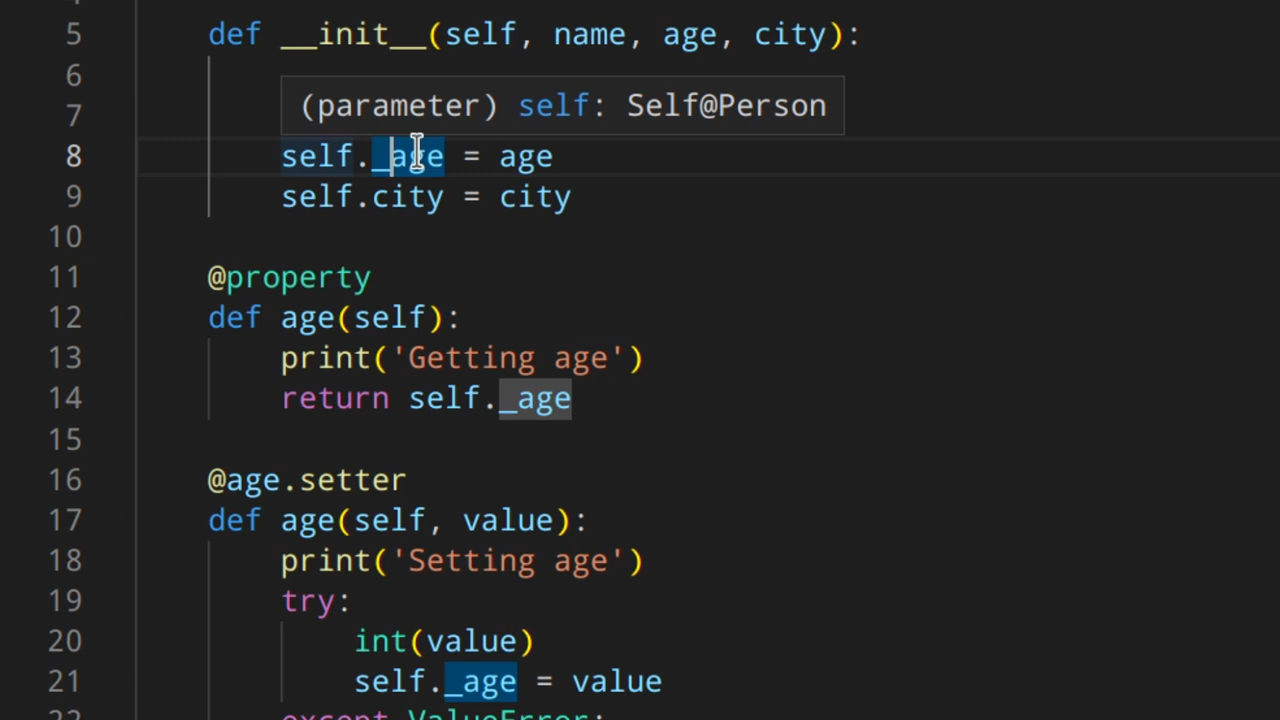 5 def __init__(self, name, age, city):
6
7 (parameter) self: Self@Person
8 self._age = age
9 self.city = city
10
11 @property
12 def age(self):
13 print('Getting age')
14 return self._age
15
16 @age.setter
17 def age(self, value):
18 print('Setting age')
19 try:
20 int(value)
21 self._age = value
22 except ValueError: